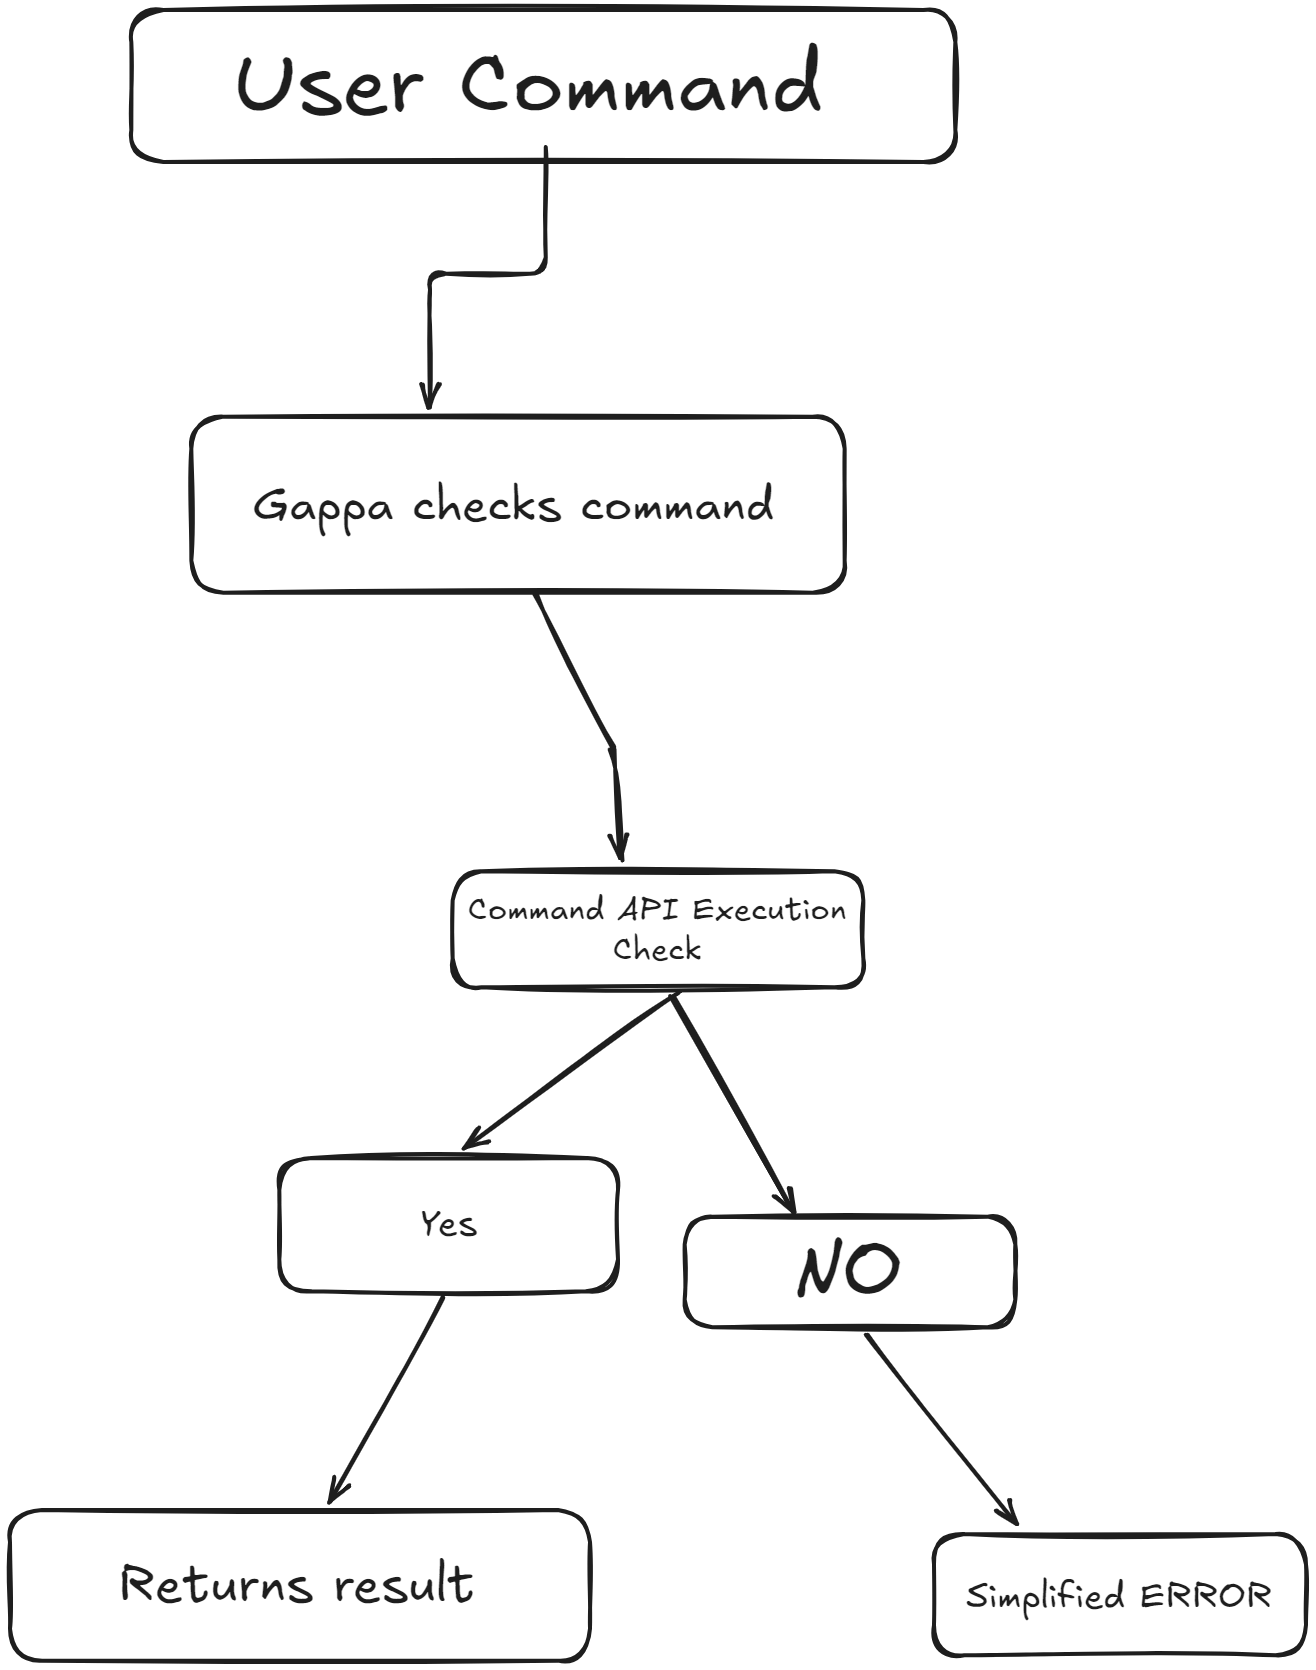 User Command
Gappa checks command
Command API Execution
Check
Yes
NO
Returns result
Simplified ERROR